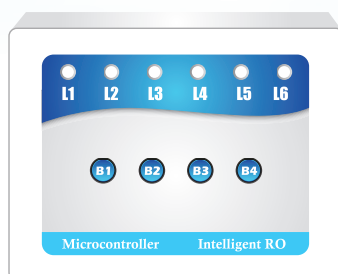 L1 L2 L3 L4 L5 L6
B1 B2 B3 B4
Microcontroller Intelligent RO